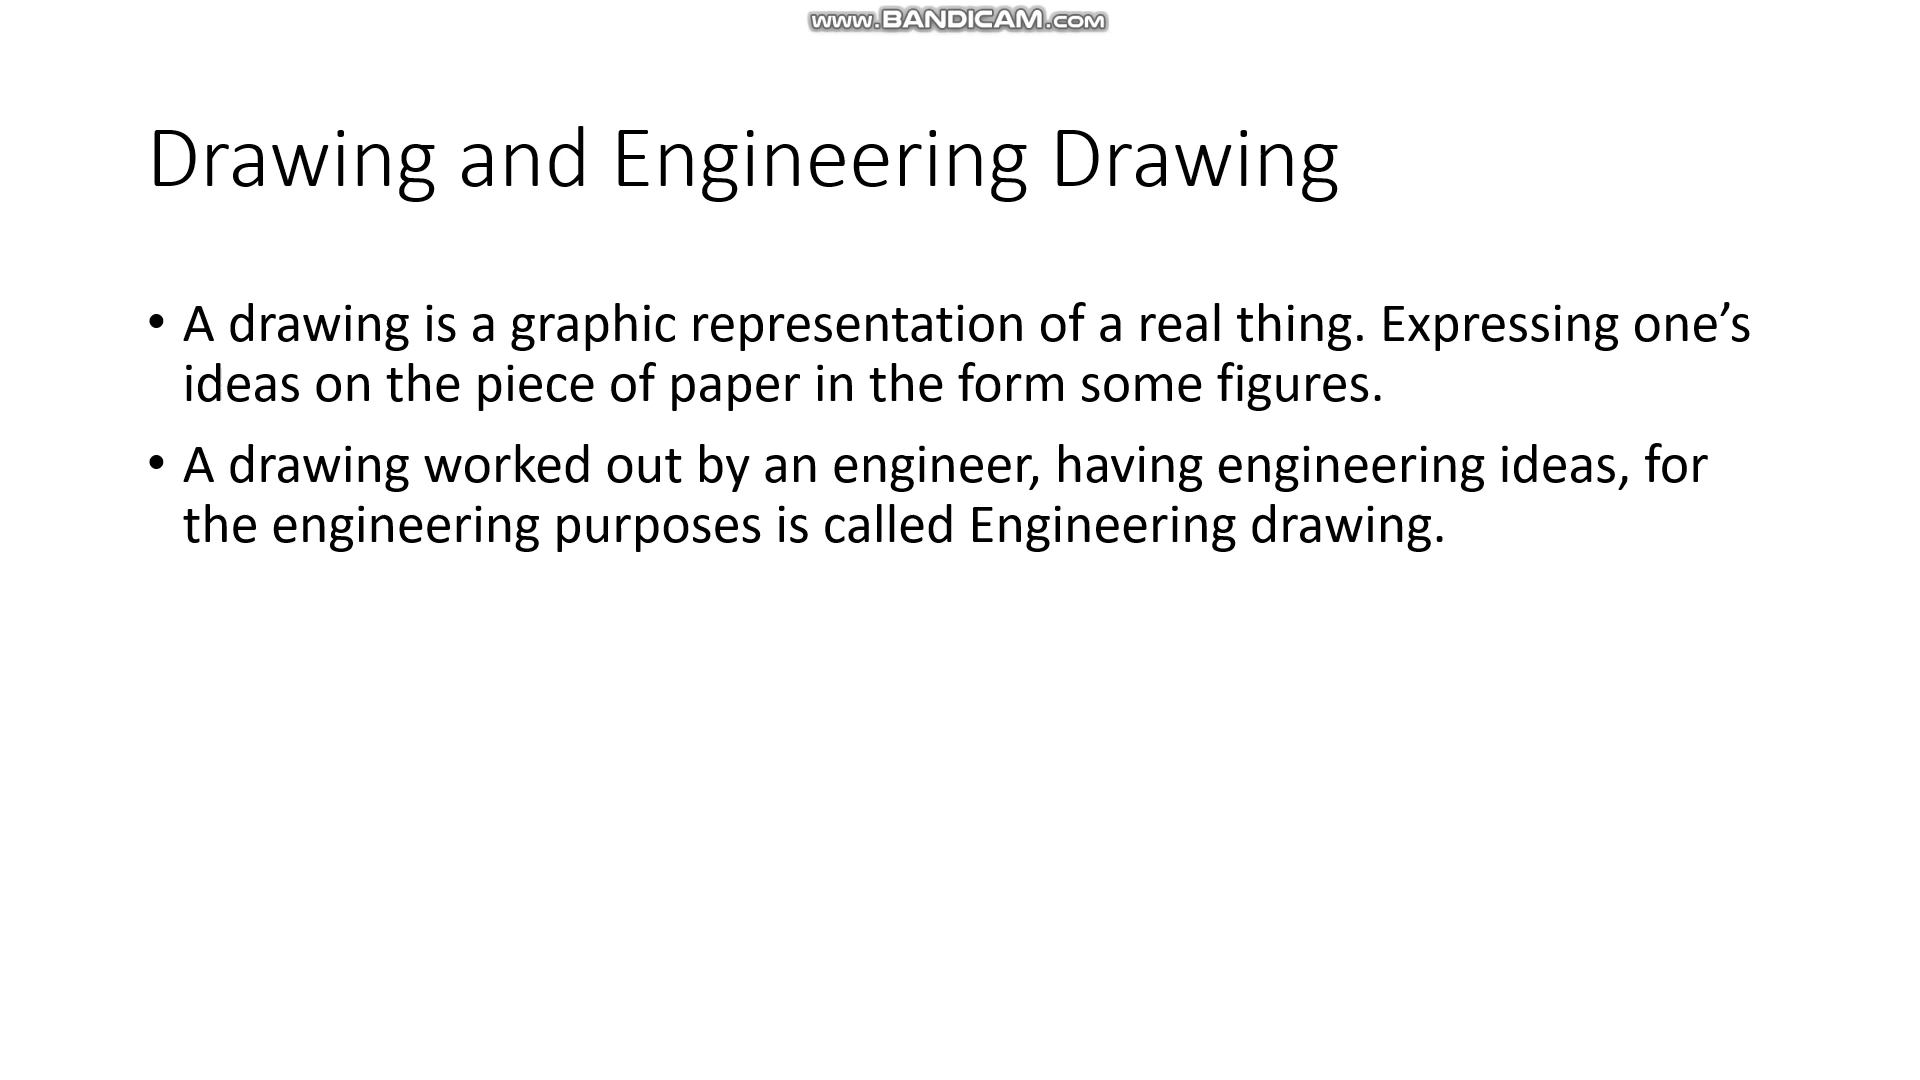 www.BANDICAM.com
Drawing and Engineering Drawing
• A drawing is a graphic representation of a real thing. Expressing one’s
ideas on the piece of paper in the form some figures.
• A drawing worked out by an engineer, having engineering ideas, for
the engineering purposes is called Engineering drawing.